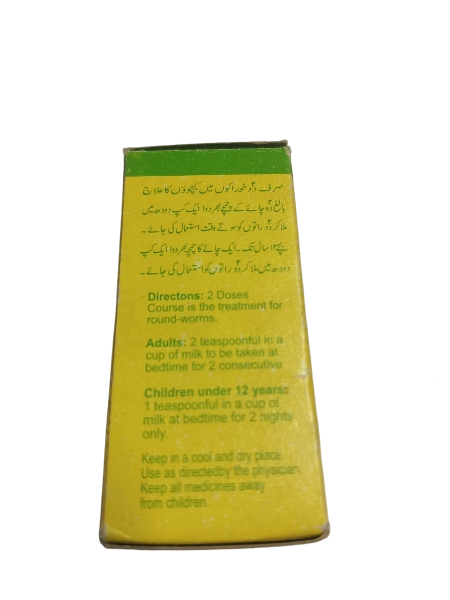 صرف دو خوراکوں میں کیچوؤں کا علاج
بالغ دو چائے کے چمچے بھر دوا ایک کپ دودھ میں
ملا کر دو راتوں کو سوتے وقت استعمال کی جائے۔
بچے ۱۲ سال تک۔ ایک چائے کا چمچہ بھر دوا ایک کپ
دودھ میں ملا کر دو راتوں کو استعمال کی جائے۔
Directons: 2 Doses
Course is the treatment for
round-worms.
Adults: 2 teaspoonful in a
cup of milk to be taken at
bedtime for 2 consecutive
Children under 12 years:
1 teaspoonful in a cup of
milk at bedtime for 2 nights
only.
Keep in a cool and dry place.
Use as directedby the physician.
Keep all medicines away
from children.